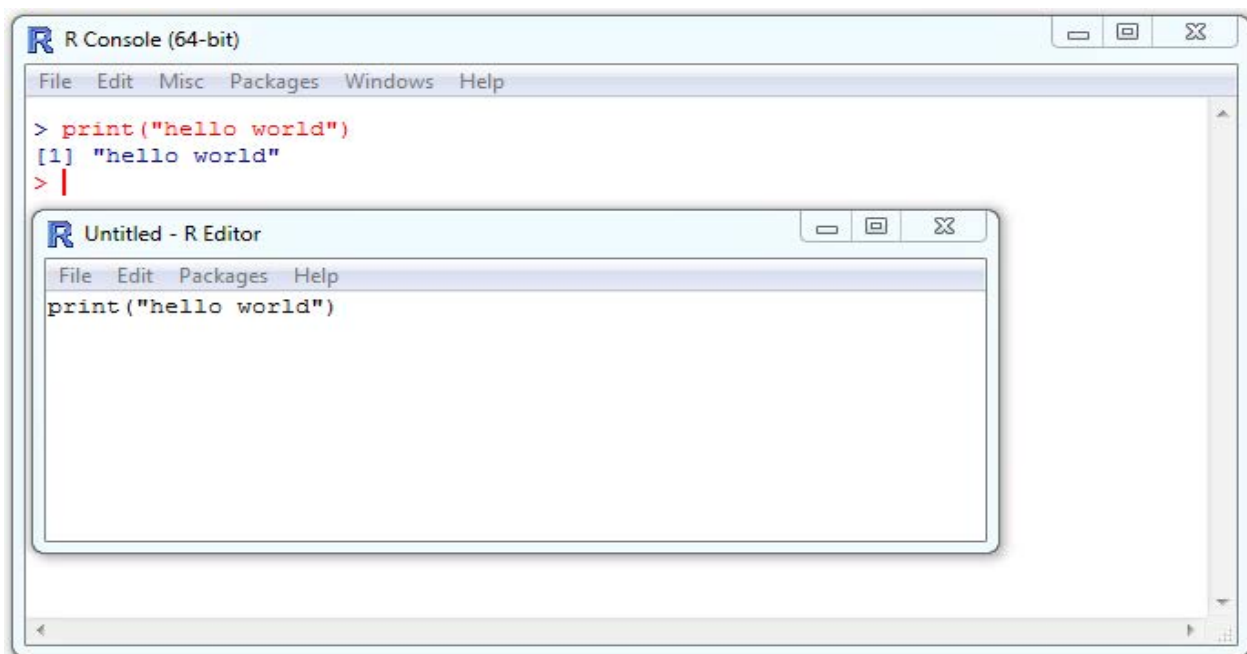 R Console (64-bit)
File Edit Misc Packages Windows Help
> print("hello world")
[1] "hello world"
>
Untitled - R Editor
File Edit Packages Help
print("hello world")